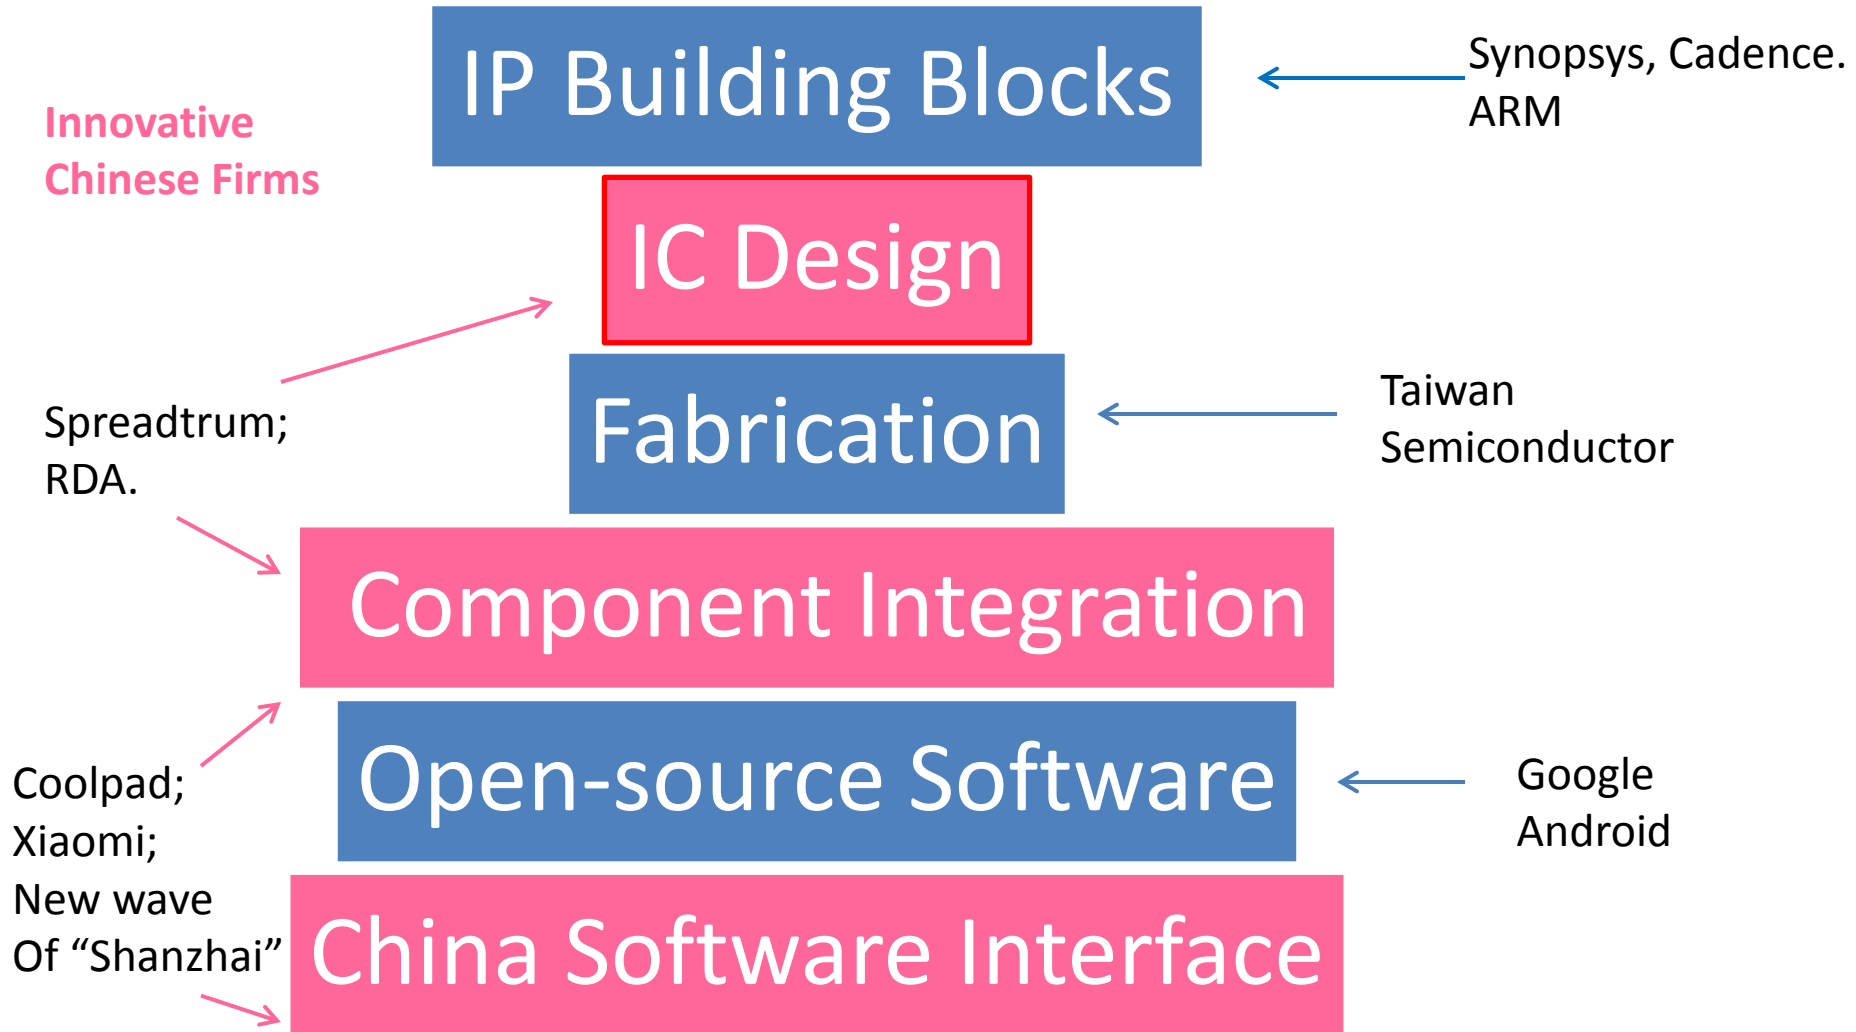 IP Building Blocks
Synopsys, Cadence.
ARM
Innovative
Chinese Firms
IC Design
Spreadtrum;
RDA.
Fabrication
Taiwan
Semiconductor
Component Integration
Coolpad;
Xiaomi;
New wave
Of “Shanzhai”
Open-source Software
Google
Android
China Software Interface